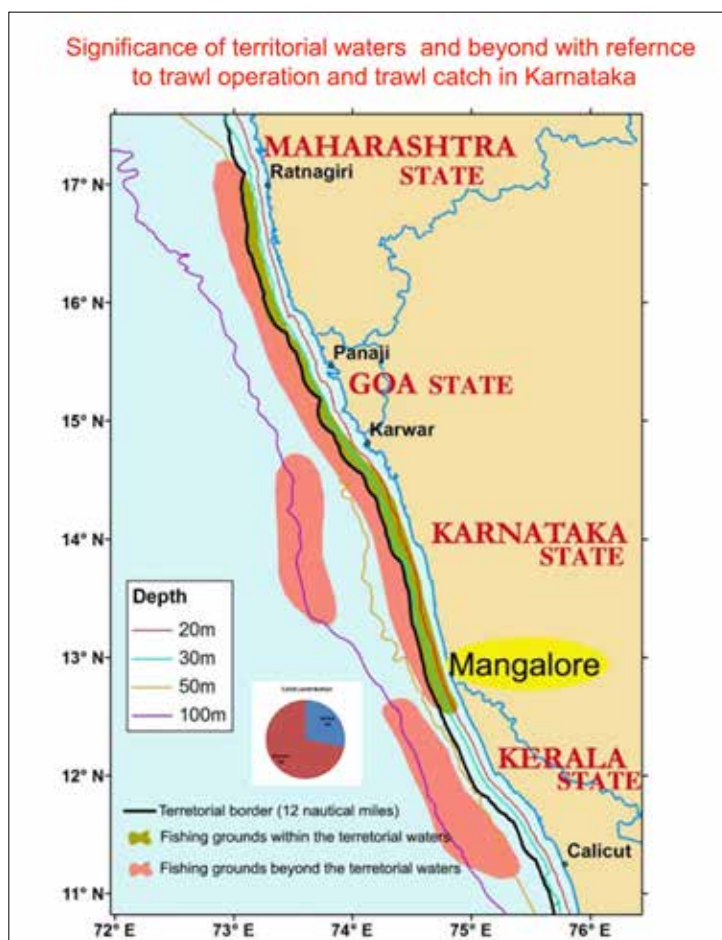 Significance of territorial waters and beyond with refernce
to trawl operation and trawl catch in Karnataka
MAHARASHTRA
STATE
Ratnagiri
17° N
16° N
Panaji
GOA STATE
15° N
Karwar
KARNATAKA
STATE
14° N
Depth
20m
30m
50m
100m
13° N
Mangalore
KERALA
STATE
12° N
Terretorial border (12 nautical miles)
Fishing grounds within the territorial waters
Fishing grounds beyond the territorial waters
Calicut
11° N
72° E
73° E
74° E
75° E
76° E